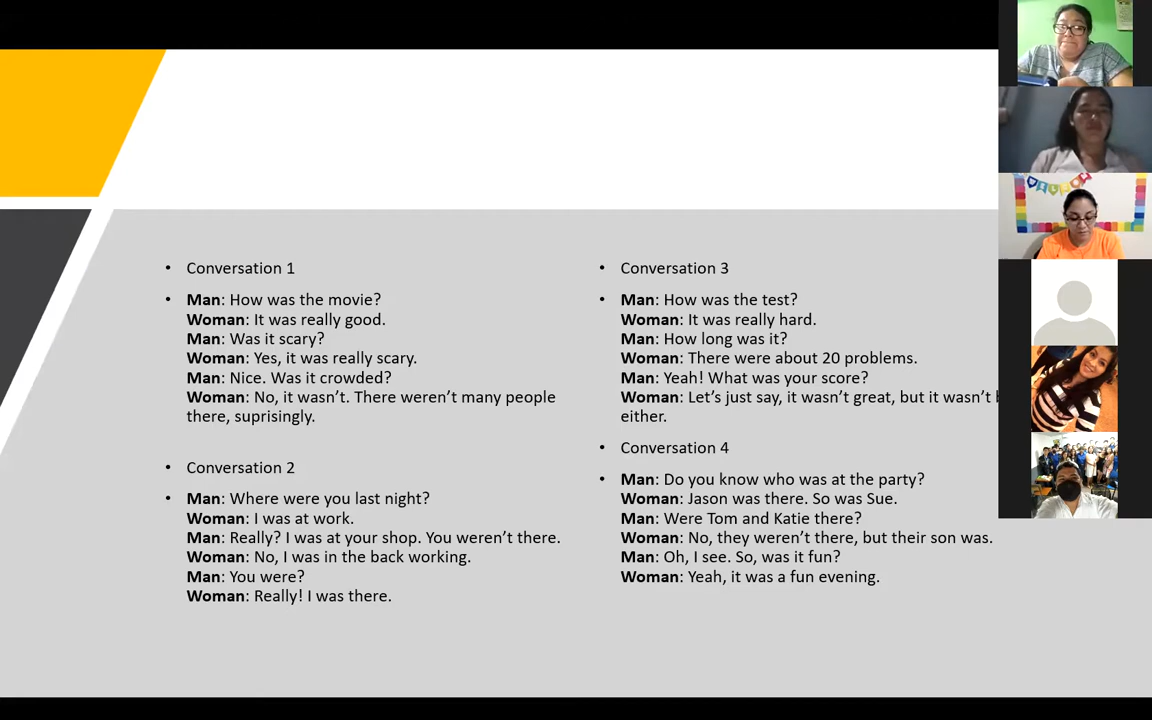 Conversation 1
Man: How was the movie?
Woman: It was really good.
Man: Was it scary?
Woman: Yes, it was really scary.
Man: Nice. Was it crowded?
Woman: No, it wasn’t. There weren’t many people
there, suprisingly.
Conversation 2
Man: Where were you last night?
Woman: I was at work.
Man: Really? I was at your shop. You weren’t there.
Woman: No, I was in the back working.
Man: You were?
Woman: Really! I was there.
Conversation 3
Man: How was the test?
Woman: It was really hard.
Man: How long was it?
Woman: There were about 20 problems.
Man: Yeah! What was your score?
Woman: Let’s just say, it wasn’t great, but it wasn’t
either.
Conversation 4
Man: Do you know who was at the party?
Woman: Jason was there. So was Sue.
Man: Were Tom and Katie there?
Woman: No, they weren’t there, but their son was.
Man: Oh, I see. So, was it fun?
Woman: Yeah, it was a fun evening.